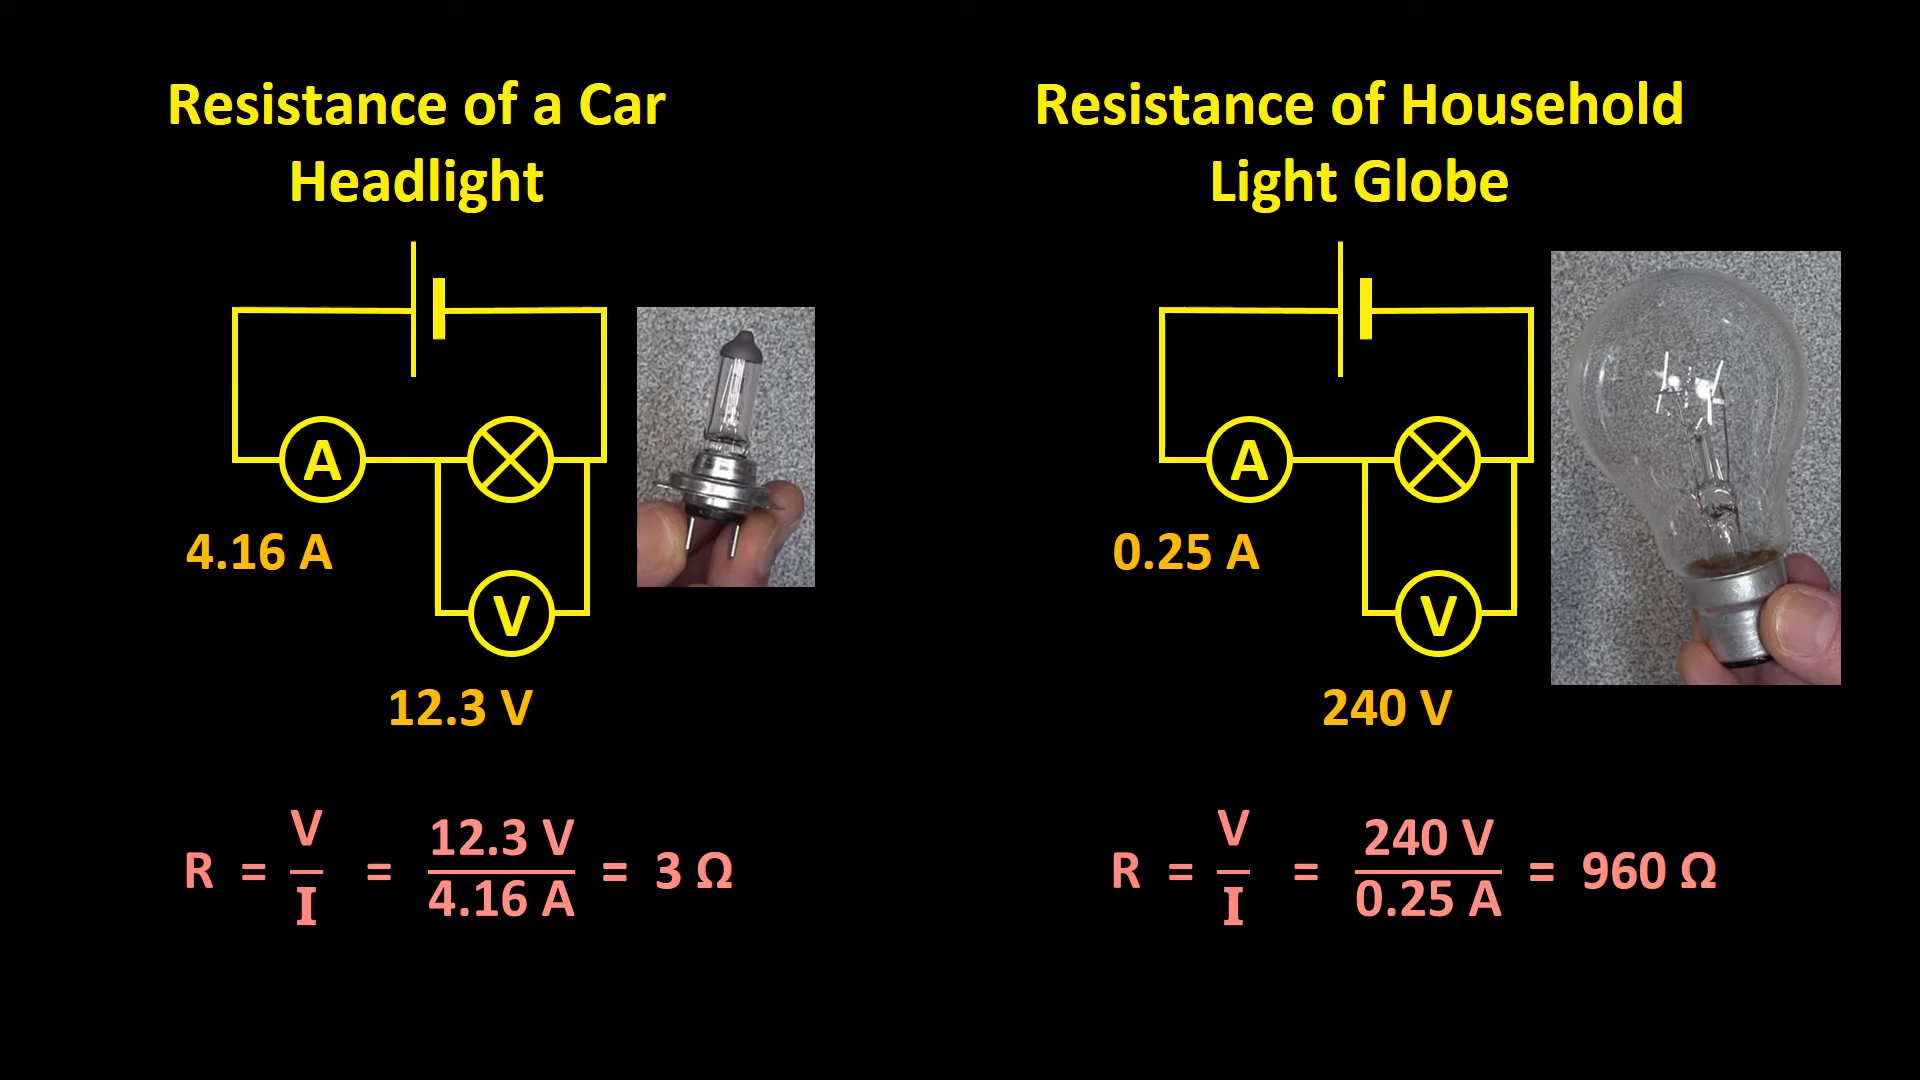 Resistance of a Car
Headlight
A
4.16 A
V
12.3 V
R = V/I = 12.3 V/4.16 A = 3 Ω
Resistance of Household
Light Globe
A
0.25 A
V
240 V
R = V/I = 240 V/0.25 A = 960 Ω